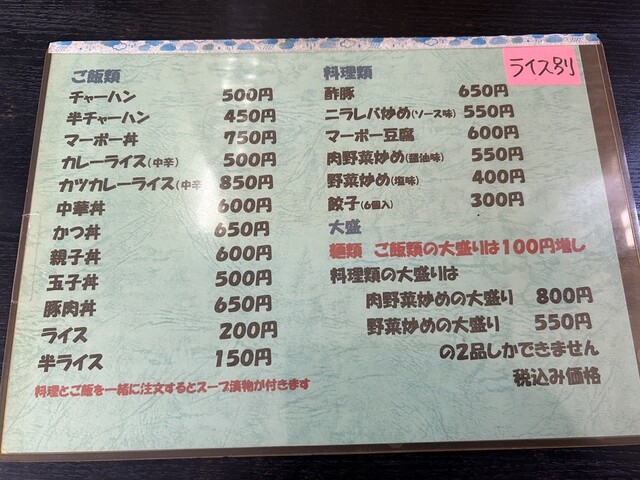 ご飯類
チャーハン 500円
半チャーハン 450円
マーボー丼 750円
カレーライス(中辛) 500円
カツカレーライス(中辛 850円
中華丼 600円
かつ丼 650円
親子丼 600円
玉子丼 500円
豚肉丼 650円
ライス 200円
半ライス 150円
料理とご飯を一緒に注文するとスープ漬物が付きます
ライス別
料理類
酢豚 650円
ニラレバ炒め(ソース味) 550円
マーボー豆腐 600円
肉野菜炒め(醤油味) 550円
野菜炒め(塩味) 400円
餃子(6個入) 300円
大盛
麺類 ご飯類の大盛りは100円増し
料理類の大盛りは
肉野菜炒めの大盛り 800円
野菜炒めの大盛り 550円
の2品しかできません
税込み価格